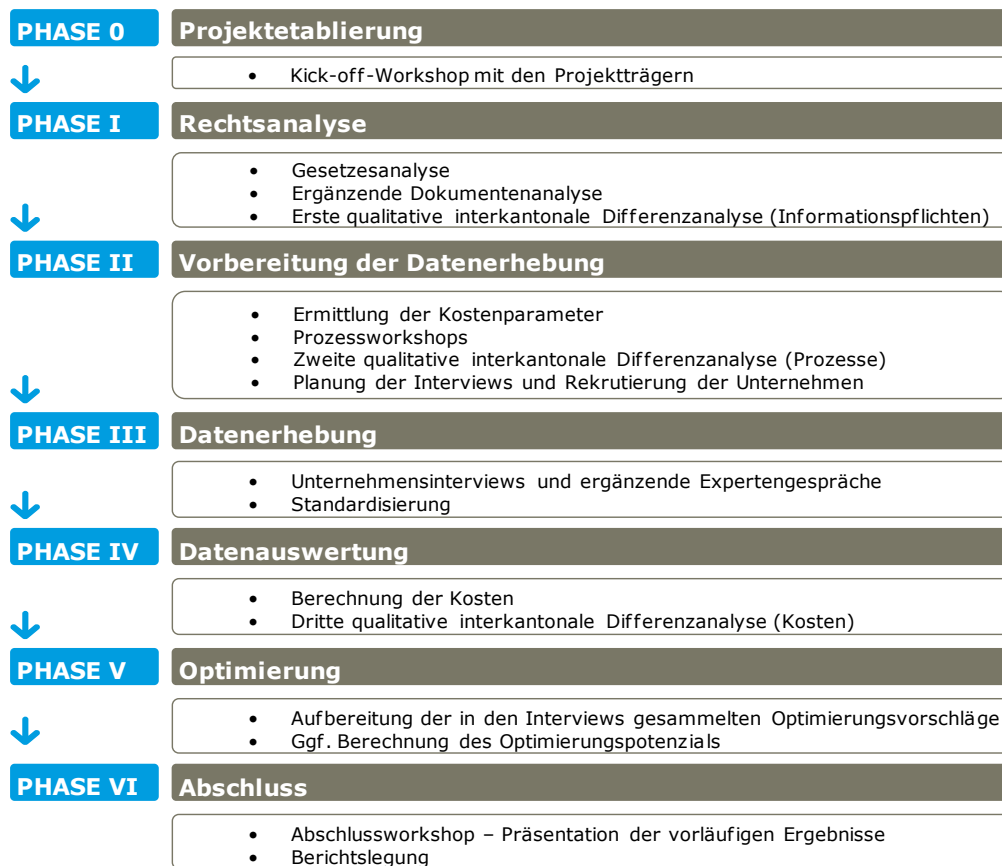 PHASE 0 Projektetablierung
• Kick-off-Workshop mit den Projektträgern
PHASE I Rechtsanalyse
• Gesetzesanalyse
• Ergänzende Dokumentenanalyse
• Erste qualitative interkantonale Differenzanalyse (Informationspflichten)
PHASE II Vorbereitung der Datenerhebung
• Ermittlung der Kostenparameter
• Prozessworkshops
• Zweite qualitative interkantonale Differenzanalyse (Prozesse)
• Planung der Interviews und Rekrutierung der Unternehmen
PHASE III Datenerhebung
• Unternehmensinterviews und ergänzende Expertengespräche
• Standardisierung
PHASE IV Datenauswertung
• Berechnung der Kosten
• Dritte qualitative interkantonale Differenzanalyse (Kosten)
PHASE V Optimierung
• Aufbereitung der in den Interviews gesammelten Optimierungsvorschläge
• Ggf. Berechnung des Optimierungspotenzials
PHASE VI Abschluss
• Abschlussworkshop – Präsentation der vorläufigen Ergebnisse
• Berichtslegung